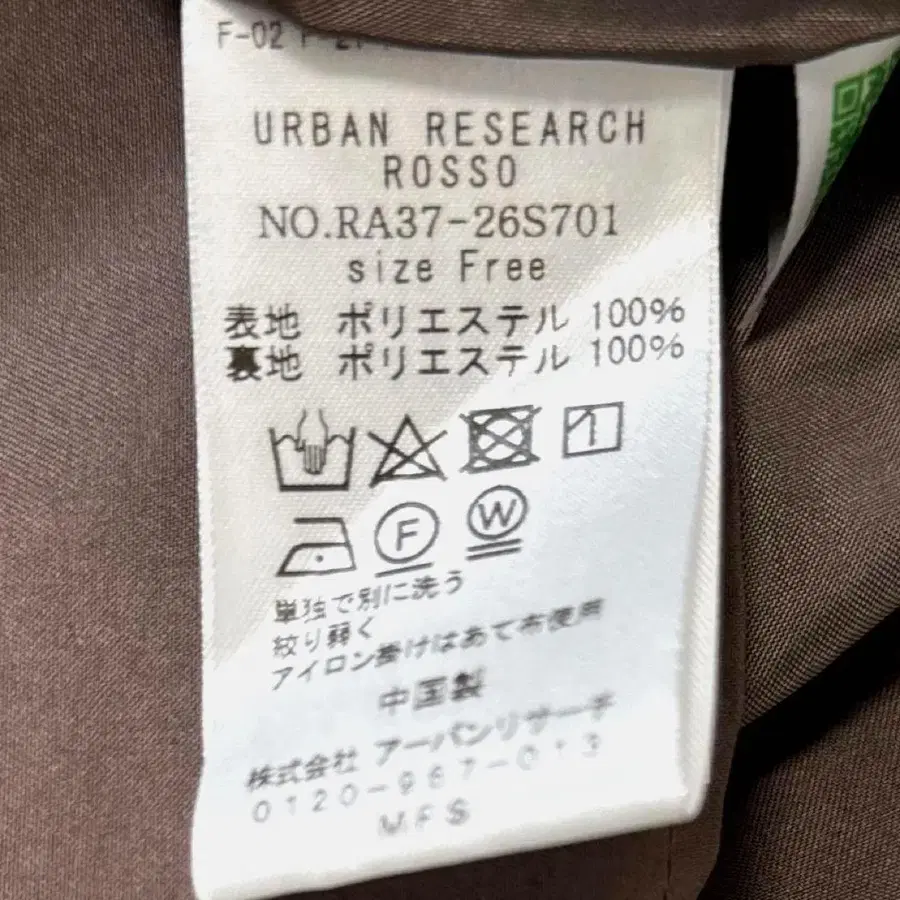 F-02
URBAN RESEARCH
ROSSO
NO.RA37-26S701
size Free
表地 ポリエステル 100%
裏地 ポリエステル 100%
F W
単独で別に洗う
絞り弱く
アイロン掛けはあて布使用
中国製
株式会社 アーバンリサーチ
0120-967-013
M.F S